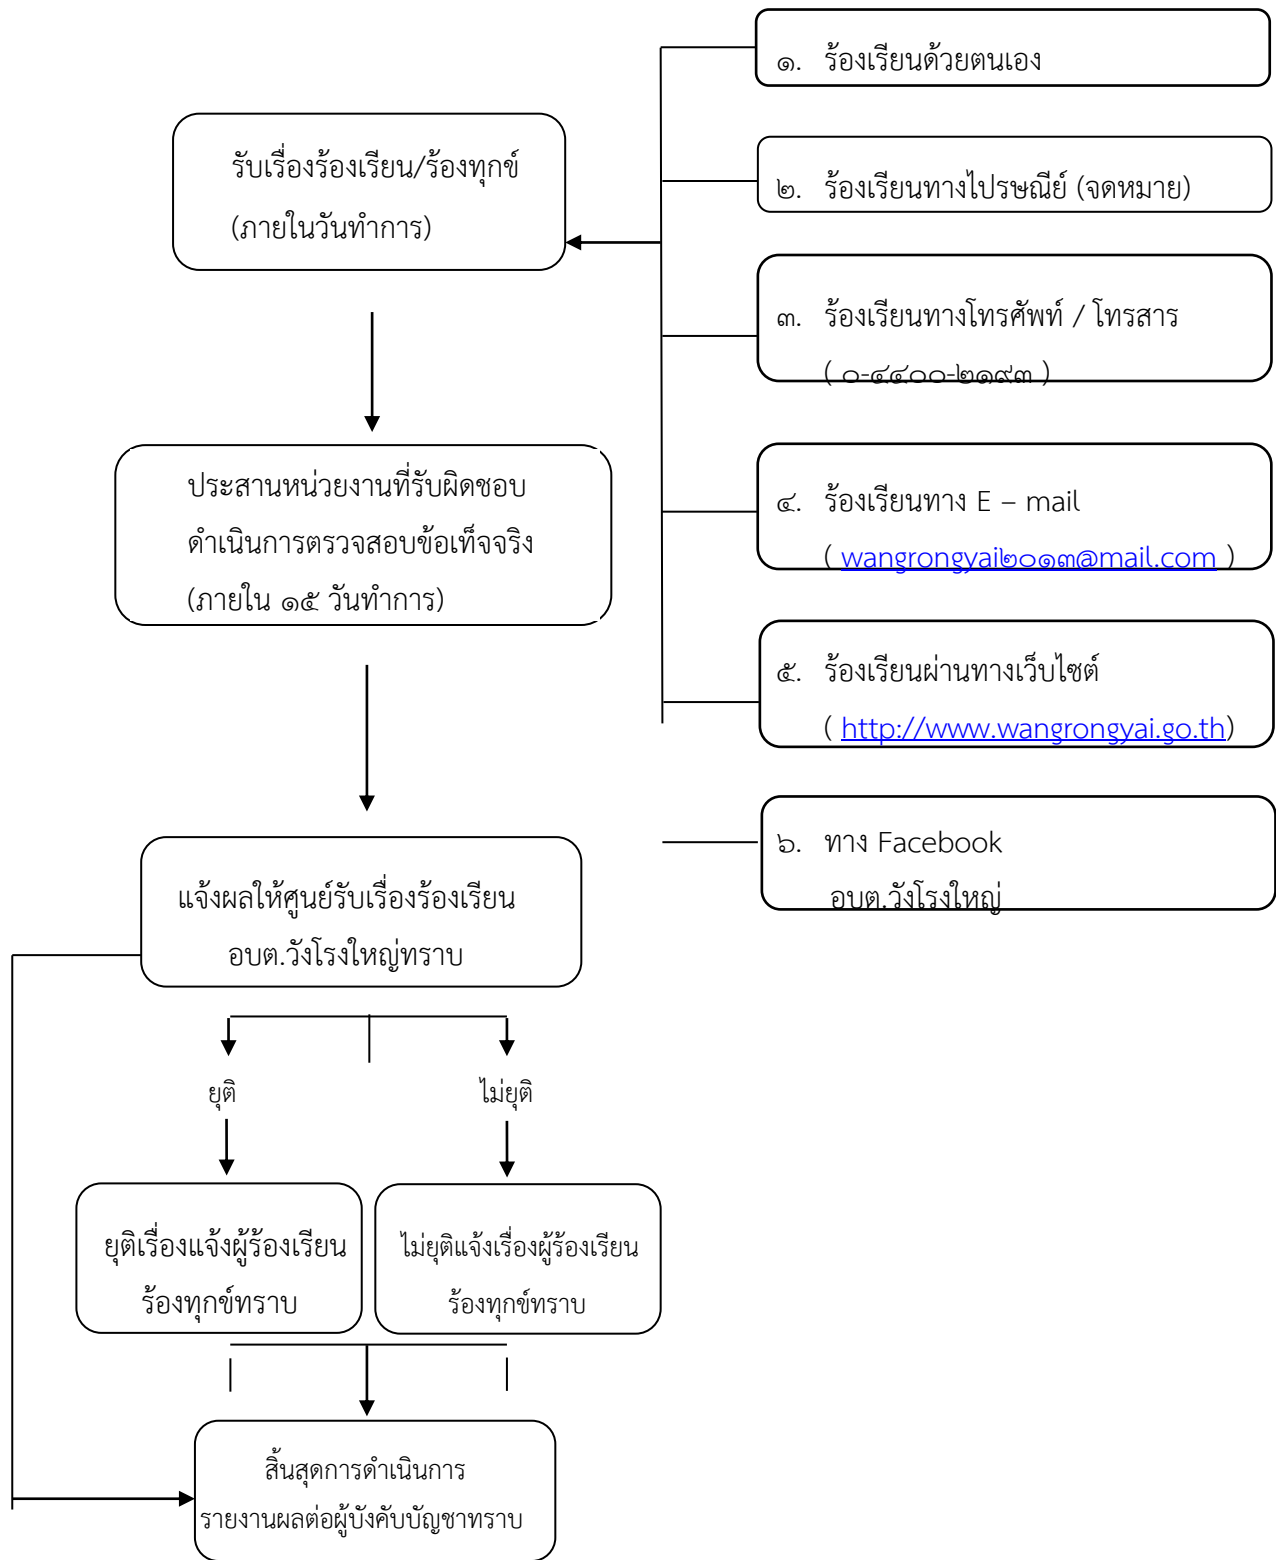 ๑. ร้องเรียนด้วยตนเอง
รับเรื่องร้องเรียน/ร้องทุกข์
(ภายในวันทำการ)
๒. ร้องเรียนทางไปรษณีย์ (จดหมาย)
๓. ร้องเรียนทางโทรศัพท์ / โทรสาร
( ๐-๔๔๐๐-๒๑๙๓ )
ประสานหน่วยงานที่รับผิดชอบ
ดำเนินการตรวจสอบข้อเท็จจริง
(ภายใน ๑๕ วันทำการ)
๔. ร้องเรียนทาง E – mail
( wangrongyai๒๐๑๓@mail.com )
๕. ร้องเรียนผ่านทางเว็บไซต์
( http://www.wangrongyai.go.th)
๖. ทาง Facebook
อบต.วังโรงใหญ่
แจ้งผลให้ศูนย์รับเรื่องร้องเรียน
อบต.วังโรงใหญ่ทราบ
ยุติ
ไม่ยุติ
ยุติเรื่องแจ้งผู้ร้องเรียน
ร้องทุกข์ทราบ
ไม่ยุติแจ้งเรื่องผู้ร้องเรียน
ร้องทุกข์ทราบ
สิ้นสุดการดำเนินการ
รายงานผลต่อผู้บังคับบัญชาทราบ